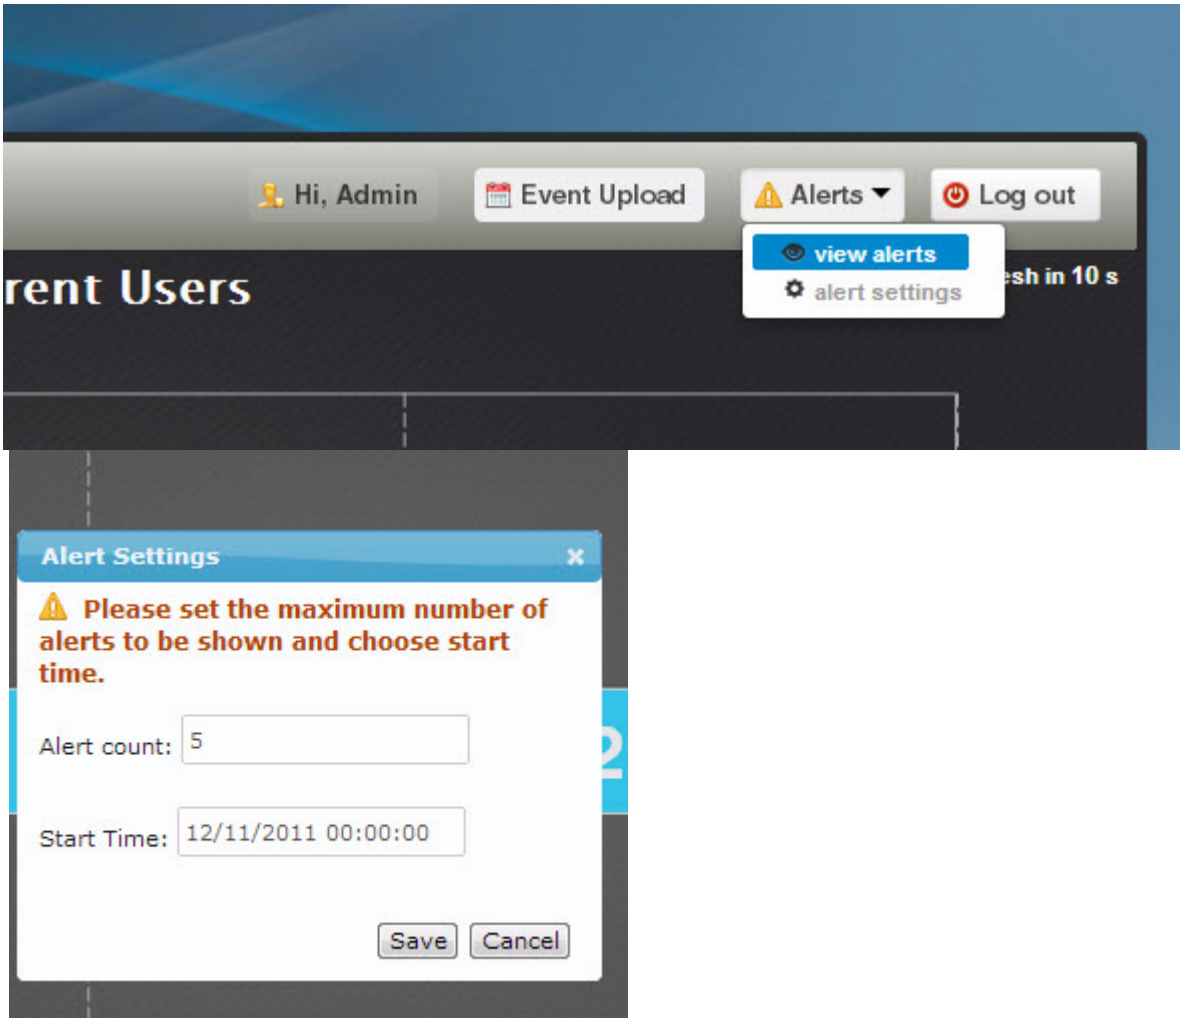 Hi, Admin
Event Upload
Alerts
Log out
view alerts
alert settings
rent Users
esh in 10 s
Alert Settings
Please set the maximum number of
alerts to be shown and choose start
time.
Alert count: 5
2
Start Time: 12/11/2011 00:00:00
Save
Cancel